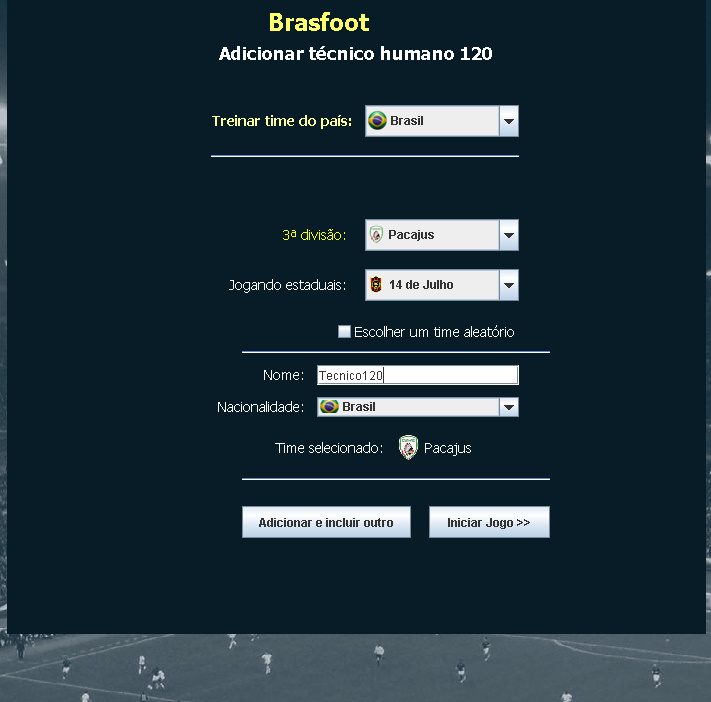 Brasfoot
Adicionar técnico humano 120
Treinar time do país: Brasil
3ª divisão: Pacajus
Jogando estaduais: 14 de Julho
Escolher um time aleatório
Nome: Tecnico120
Nacionalidade: Brasil
Time selecionado: Pacajus
Adicionar e incluir outro Iniciar Jogo >>